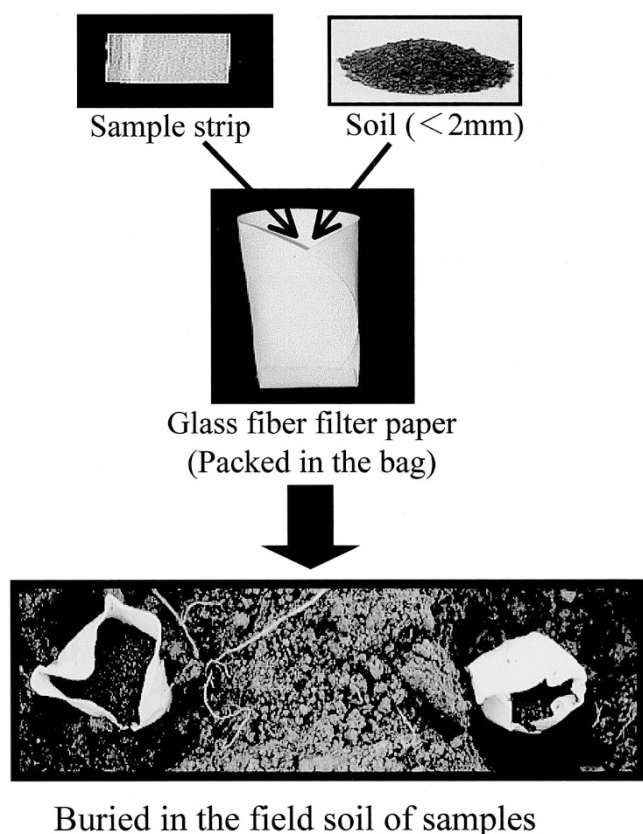 Sample strip
Soil (＜2mm)
Glass fiber filter paper
(Packed in the bag)
Buried in the field soil of samples